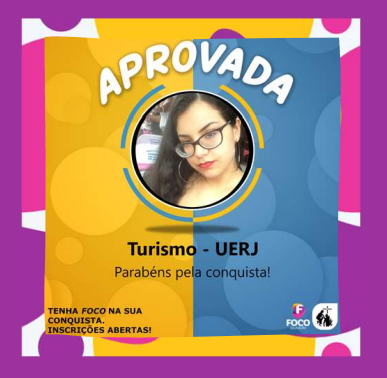 APROVADA
Turismo - UERJ
Parabéns pela conquista!
TENHA FOCO NA SUA
CONQUISTA.
INSCRIÇÕES ABERTAS!
FOCO